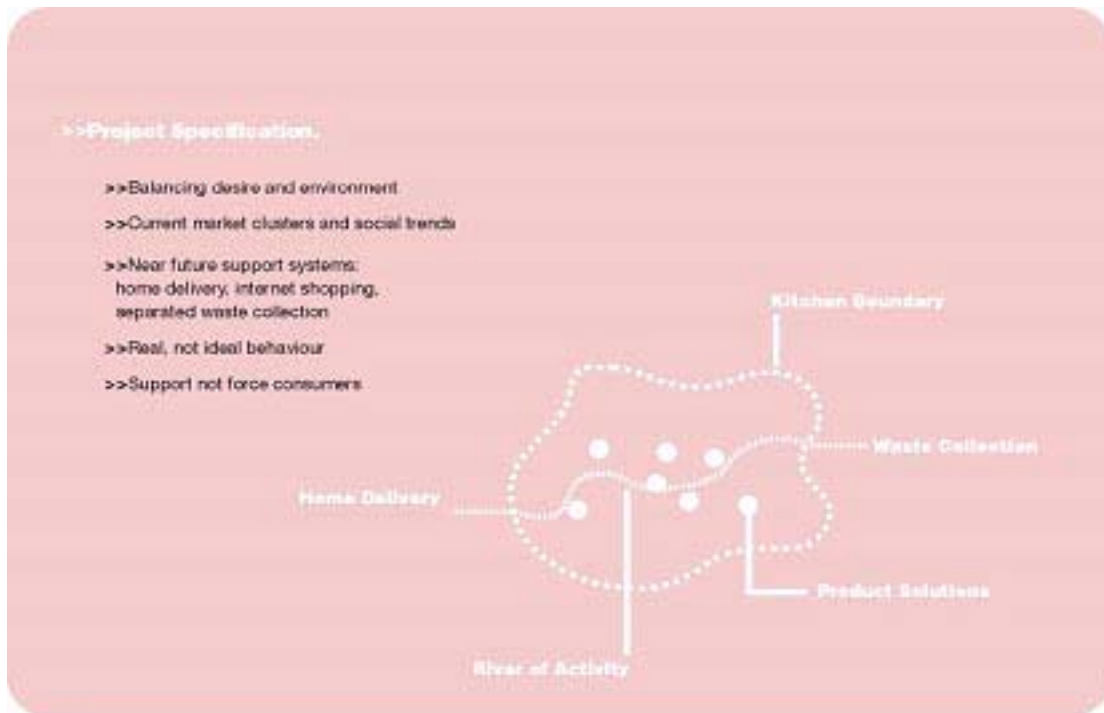 >>Project Specification.
>>Balancing desire and environment
>>Current market clusters and social trends
>>Near future support systems:
home delivery, internet shopping,
separated waste collection
>>Real, not ideal behaviour
>>Support not force consumers
Kitchen Boundary
Waste Collection
Home Delivery
Product Solutions
River of Activity